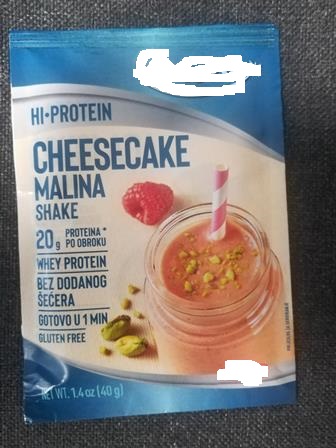 HI•PROTEIN
CHEESECAKE
MALINA
SHAKE
20g PROTEINA*
PO OBROKU
WHEY PROTEIN
BEZ DODANOG
ŠEĆERA
GOTOVO U 1 MIN
GLUTEN FREE
NET WT. 1.4 oz (40 g)